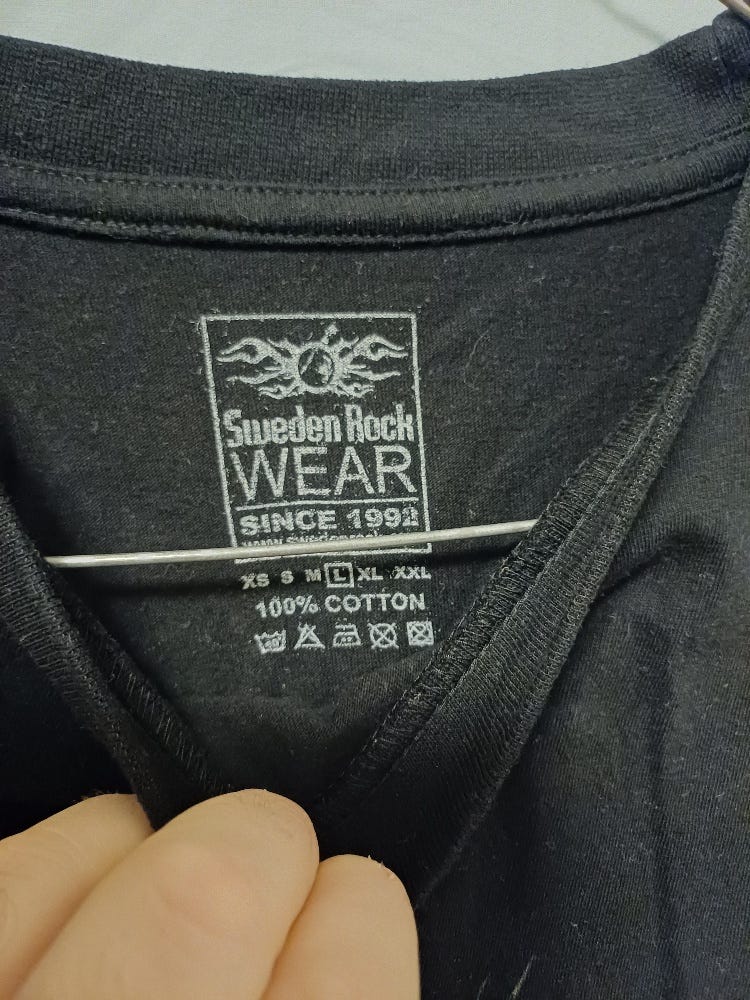 Sweden Rock
WEAR
SINCE 1992
XS S M L XL XXL
100% COTTON